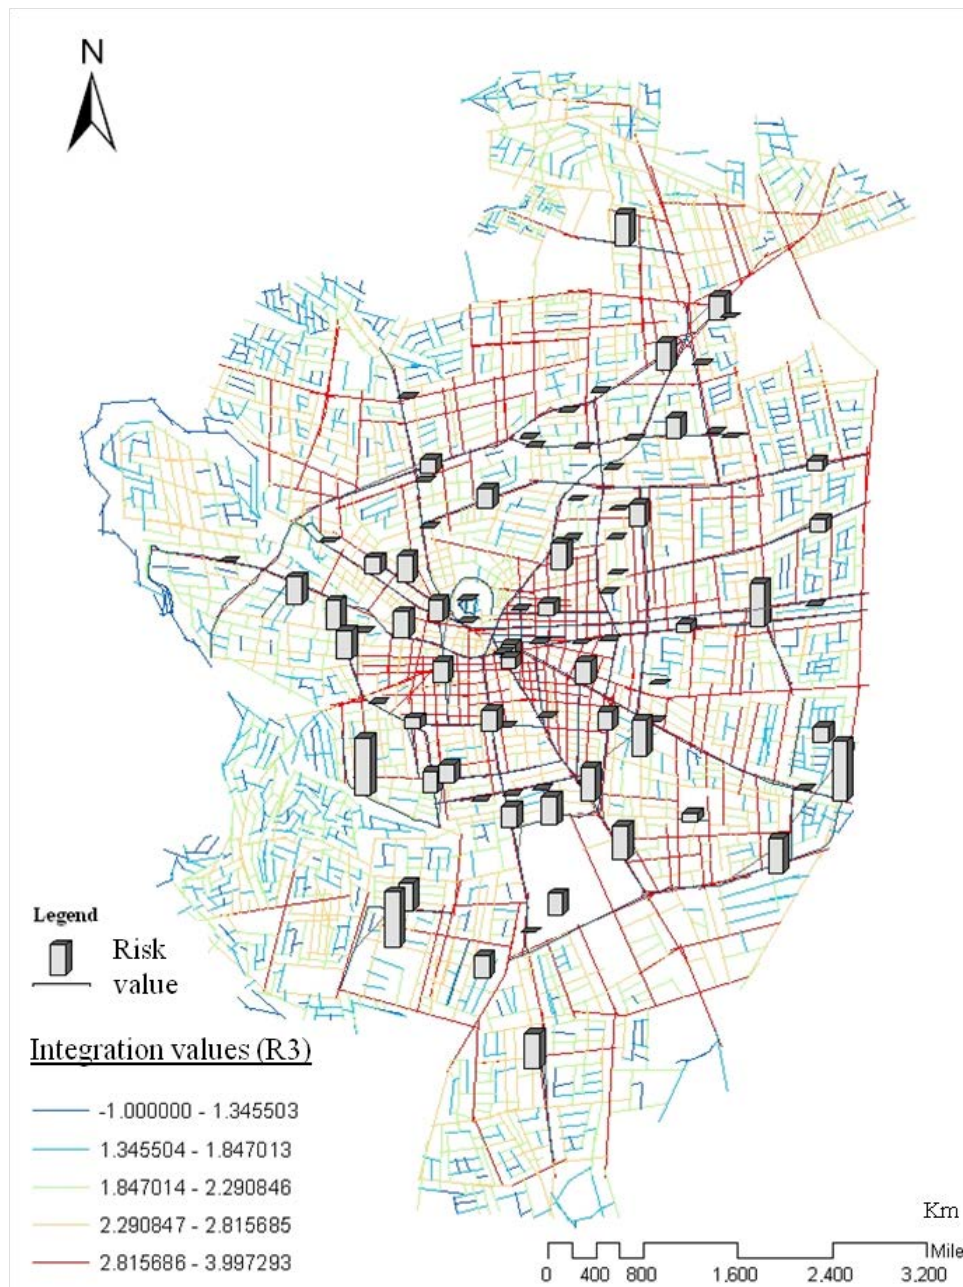 N
Legend
Risk
value
Integration values (R3)
-1.000000 - 1.345503
1.345504 - 1.847013
1.847014 - 2.290846
2.290847 - 2.815685
2.815686 - 3.997293
Km
Mile
0 400 800 1.600 2.400 3.200